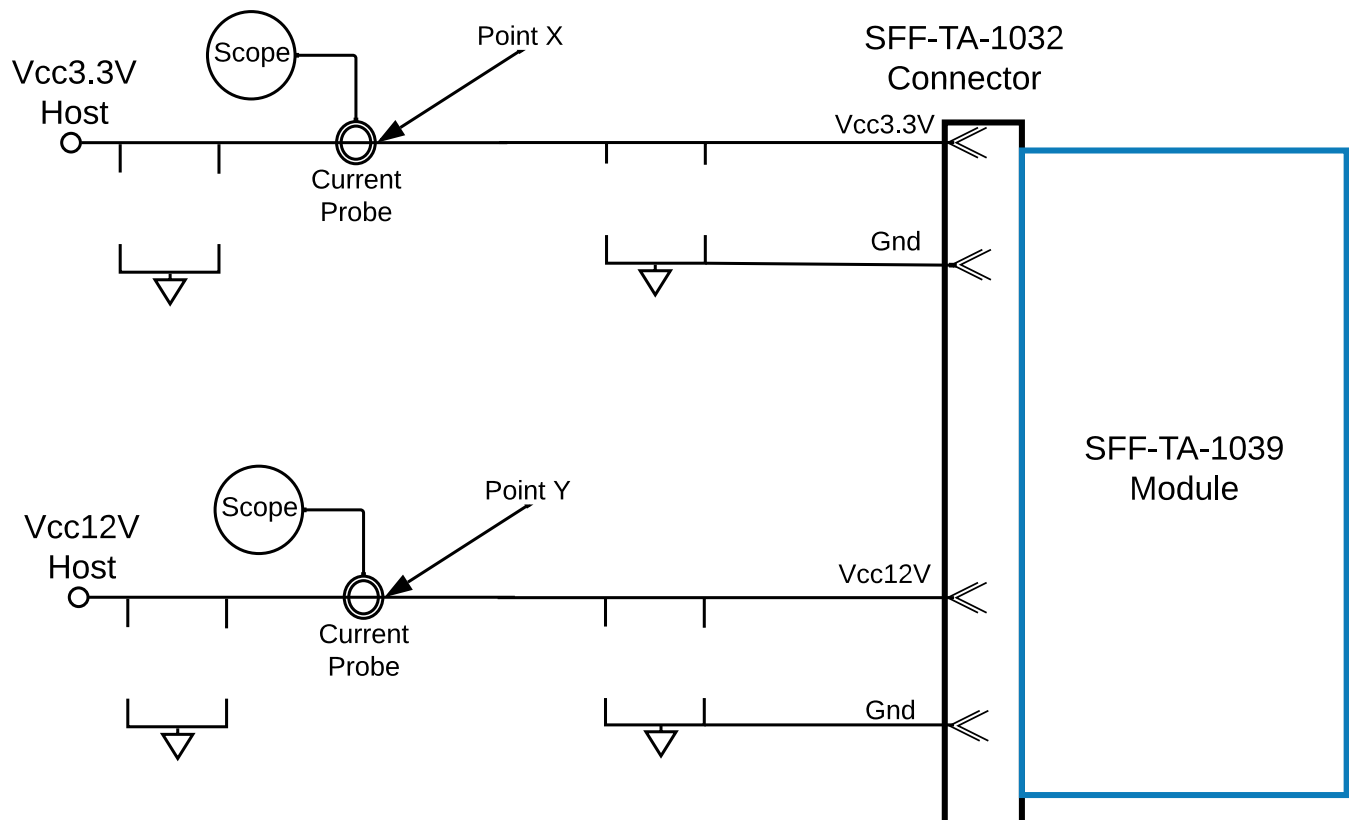 Scope
Point X
SFF-TA-1032
Connector
Vcc3.3V
Host
Vcc3.3V
Current
Probe
Gnd
SFF-TA-1039
Module
Scope
Point Y
Vcc12V
Host
Vcc12V
Current
Probe
Gnd